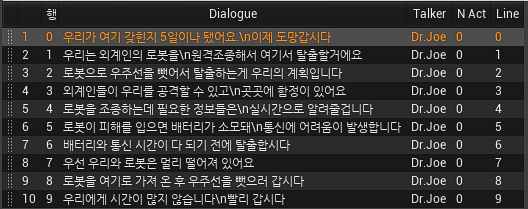 행 Dialogue Talker N Act Line
1 0 우리가 여기 갇힌지 5일이나 됐어요.\n이제 도망갑시다 Dr.Joe 0 0
2 1 우리는 외계인의 로봇을\n원격조종해서 여기서 탈출할거에요 Dr.Joe 0 1
3 2 로봇으로 우주선을 뺏어서 탈출하는게 우리의 계획입니다 Dr.Joe 0 2
4 3 외계인들이 우리를 공격할 수 있고\n곳곳에 함정이 있어요 Dr.Joe 0 3
5 4 로봇을 조종하는데 필요한 정보들은\n실시간으로 알려줄겁니다 Dr.Joe 0 4
6 5 로봇이 피해를 입으면 배터리가 소모돼\n통신에 어려움이 발생합니다 Dr.Joe 0 5
7 6 배터리와 통신 시간이 다 되기 전에 탈출합시다 Dr.Joe 0 6
8 7 우선 우리와 로봇은 멀리 떨어져 있어요 Dr.Joe 0 7
9 8 로봇을 여기로 가져 온 후 우주선을 뺏으러 갑시다 Dr.Joe 0 8
10 9 우리에게 시간이 많지 않습니다\n빨리 갑시다 Dr.Joe 0 9